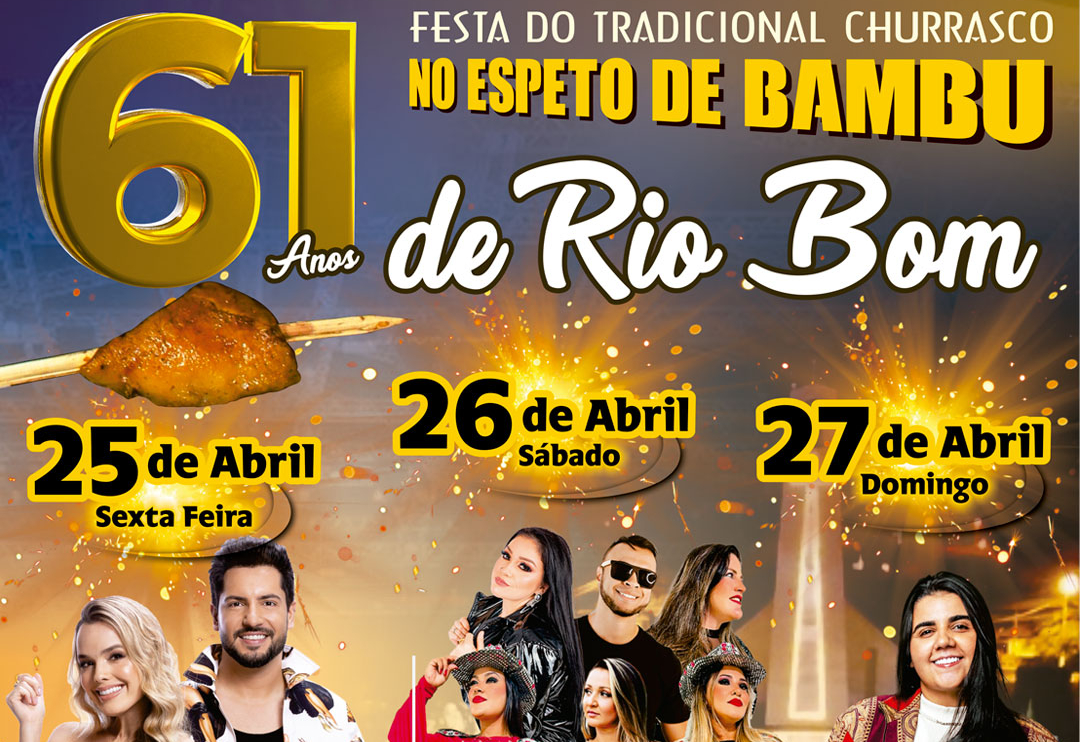 61
Anos
FESTA DO TRADICIONAL CHURRASCO
NO ESPETO DE BAMBU
de Rio Bom
25 de Abril
Sexta Feira
26 de Abril
Sábado
27 de Abril
Domingo